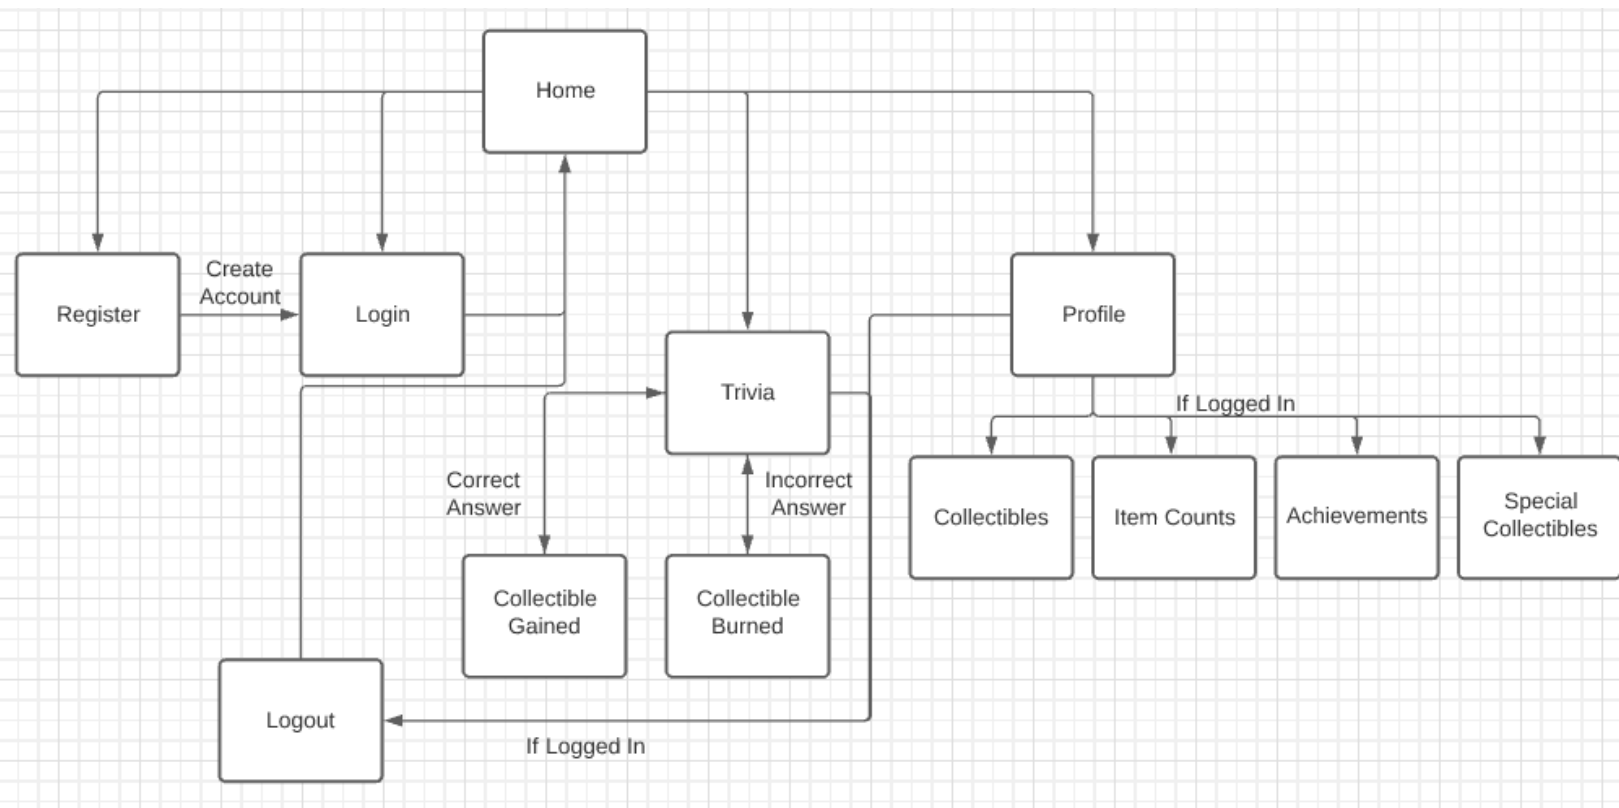 Home
Create
Account
Register
Login
Profile
Trivia
If Logged In
Correct
Answer
Incorrect
Answer
Collectibles
Item Counts
Achievements
Special
Collectibles
Collectible
Gained
Collectible
Burned
Logout
If Logged In